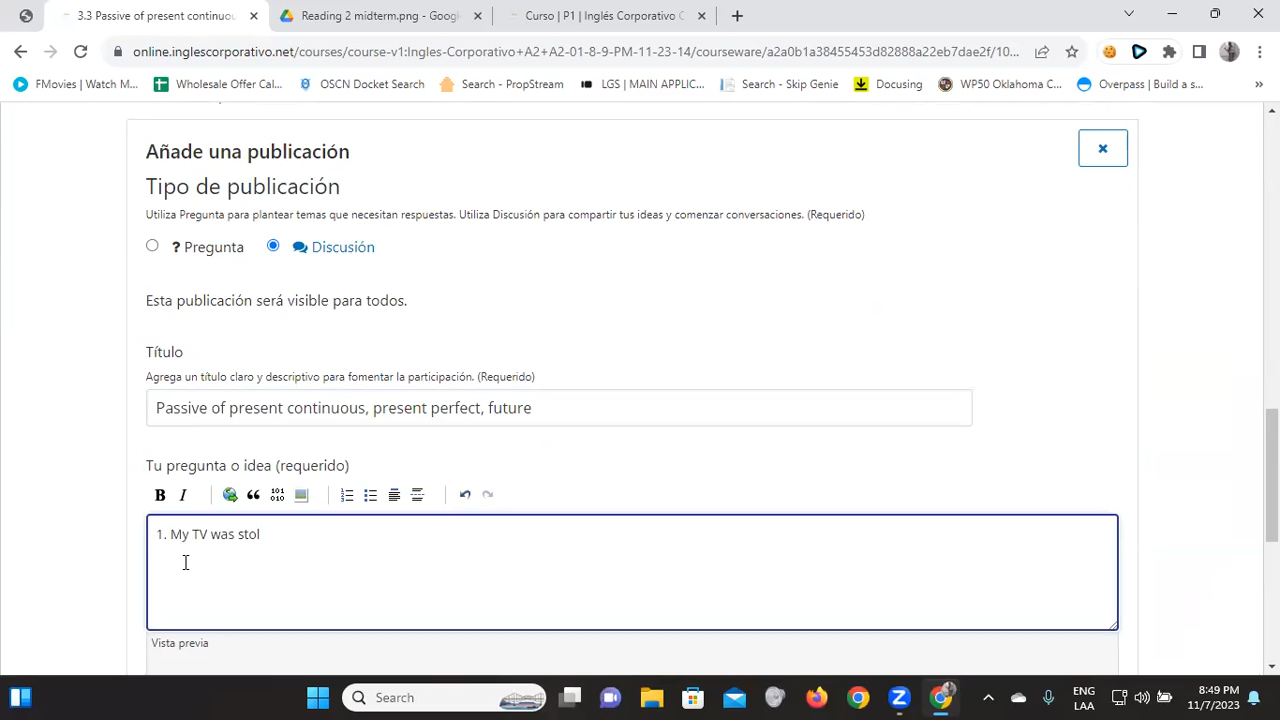 3.3 Passive of present continuou
Reading 2 midterm.png - Google
Curso | P1 | Inglés Corporativo C
online.inglescorporativo.net/courses/course-v1:Ingles-Corporativo+A2+A2-01-8-9-PM-11-23-14/courseware/a2a0b1a38455453d82888a22eb7dae2f/10...
FMovies | Watch M...
Wholesale Offer Cal...
OSCN Docket Search
Search - PropStream
LGS | MAIN APPLIC...
Search - Skip Genie
Docusing
WP50 Oklahoma C...
Overpass | Build a s...
»
Añade una publicación
Tipo de publicación
Utiliza Pregunta para plantear temas que necesitan respuestas. Utiliza Discusión para compartir tus ideas y comenzar conversaciones. (Requerido)
? Pregunta
Discusión
Esta publicación será visible para todos.
Título
Agrega un título claro y descriptivo para fomentar la participación. (Requerido)
Passive of present continuous, present perfect, future
Tu pregunta o idea (requerido)
B I
101
010
1. My TV was stol
Vista previa
Search
ENG
LAA
8:49 PM
11/7/2023